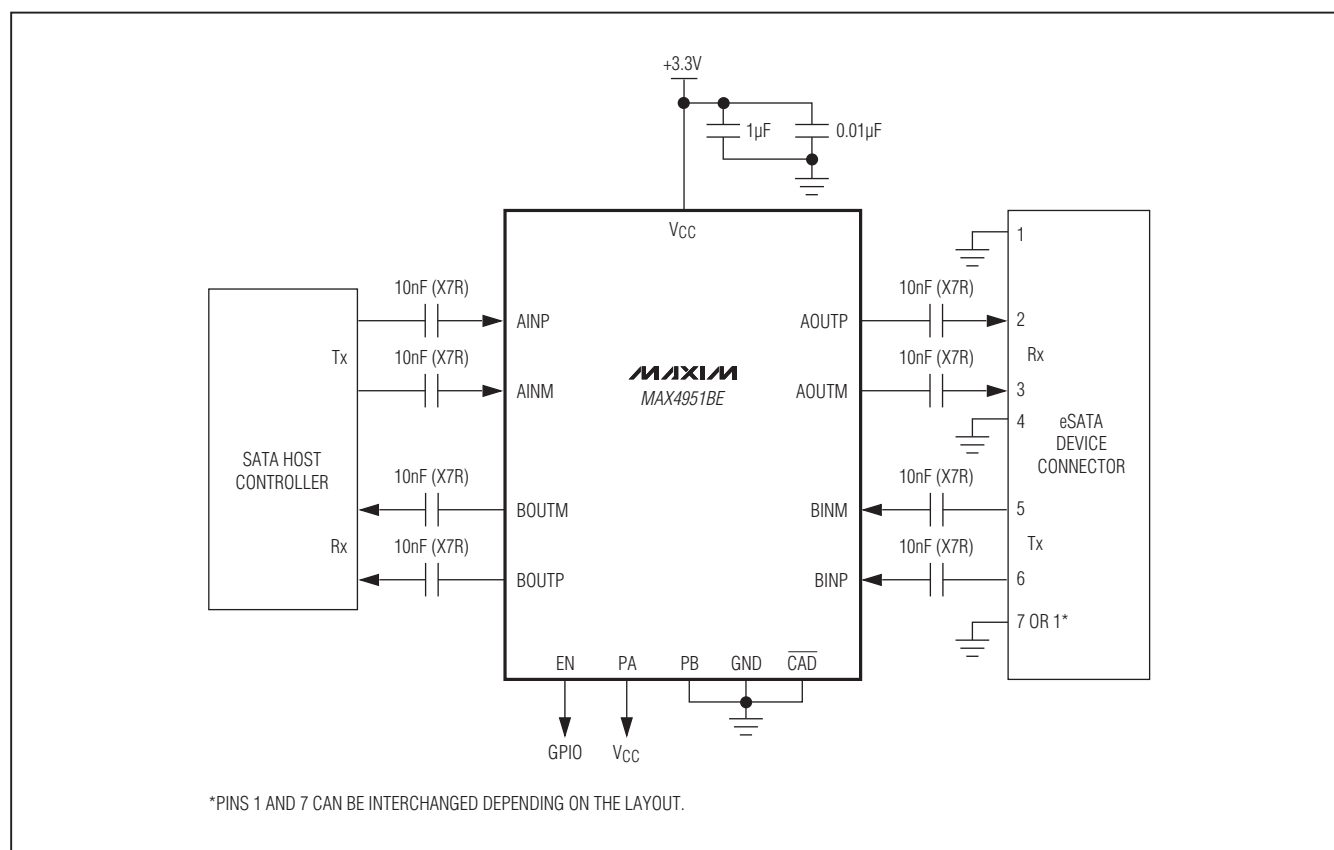 +3.3V
1µF
0.01µF
VCC
1
10nF (X7R)
10nF (X7R)
AINP
AOUTP
2
Tx
10nF (X7R)
10nF (X7R)
Rx
MAXIM
MAX4951BE
AINM
AOUTM
3
4
eSATA
DEVICE
CONNECTOR
SATA HOST
CONTROLLER
10nF (X7R)
10nF (X7R)
BOUTM
BINM
5
Rx
10nF (X7R)
10nF (X7R)
Tx
BOUTP
BINP
6
7 OR 1*
EN
PA
PB
GND
CAD
GPIO
VCC
*PINS 1 AND 7 CAN BE INTERCHANGED DEPENDING ON THE LAYOUT.